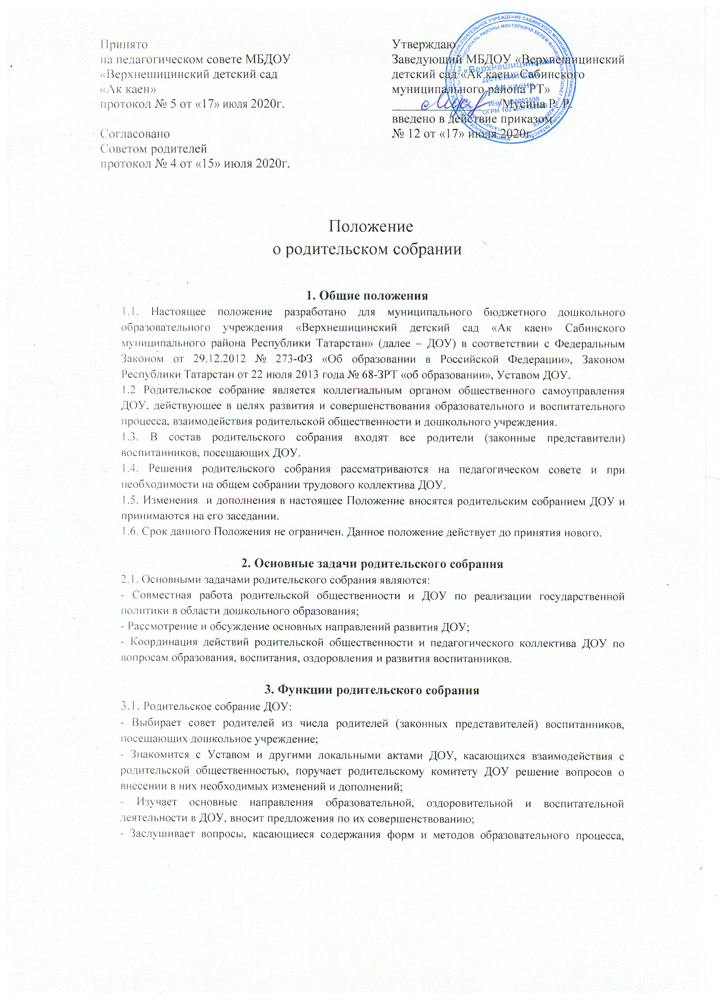 Принято
на педагогическом совете МБДОУ
«Верхнешицинский детский сад
«Ак каен»
протокол № 5 от «17» июля 2020г.
Согласовано
Советом родителей
протокол № 4 от «15» июля 2020г.
Утверждаю
Заведующий МБДОУ «Верхнешицинский
детский сад «Ак каен» Сабинского
муниципального района РТ»
/Мусина Р. Р.
введено в действие приказом
№ 12 от «17» июля 2020г.
«Верхнешицинский
детский сад
«Ак каен»
ИНН 1635003599
ОГРН
Положение
о родительском собрании
1. Общие положения
1.1. Настоящее положение разработано для муниципального бюджетного дошкольного
образовательного учреждения «Верхнешицинский детский сад «Ак каен» Сабинского
муниципального района Республики Татарстан» (далее – ДОУ) в соответствии с Федеральным
Законом от 29.12.2012 № 273-ФЗ «Об образовании в Российской Федерации», Законом
Республики Татарстан от 22 июля 2013 года № 68-ЗРТ «об образовании», Уставом ДОУ.
1.2 Родительское собрание является коллегиальным органом общественного самоуправления
ДОУ, действующее в целях развития и совершенствования образовательного и воспитательного
процесса, взаимодействия родительской общественности и дошкольного учреждения.
1.3. В состав родительского собрания входят все родители (законные представители)
воспитанников, посещающих ДОУ.
1.4. Решения родительского собрания рассматриваются на педагогическом совете и при
необходимости на общем собрании трудового коллектива ДОУ.
1.5. Изменения и дополнения в настоящее Положение вносятся родительским собранием ДОУ и
принимаются на его заседании.
1.6. Срок данного Положения не ограничен. Данное положение действует до принятия нового.
2. Основные задачи родительского собрания
2.1. Основными задачами родительского собрания являются:
- Совместная работа родительской общественности и ДОУ по реализации государственной
политики в области дошкольного образования;
- Рассмотрение и обсуждение основных направлений развития ДОУ;
- Координация действий родительской общественности и педагогического коллектива ДОУ по
вопросам образования, воспитания, оздоровления и развития воспитанников.
3. Функции родительского собрания
3.1. Родительское собрание ДОУ:
- Выбирает совет родителей из числа родителей (законных представителей) воспитанников,
посещающих дошкольное учреждение;
- Знакомится с Уставом и другими локальными актами ДОУ, касающихся взаимодействия с
родительской общественностью, поручает родительскому комитету ДОУ решение вопросов о
внесении в них необходимых изменений и дополнений;
- Изучает основные направления образовательной, оздоровительной и воспитательной
деятельности в ДОУ, вносит предложения по их совершенствованию;
- Заслушивает вопросы, касающиеся содержания форм и методов образовательного процесса,